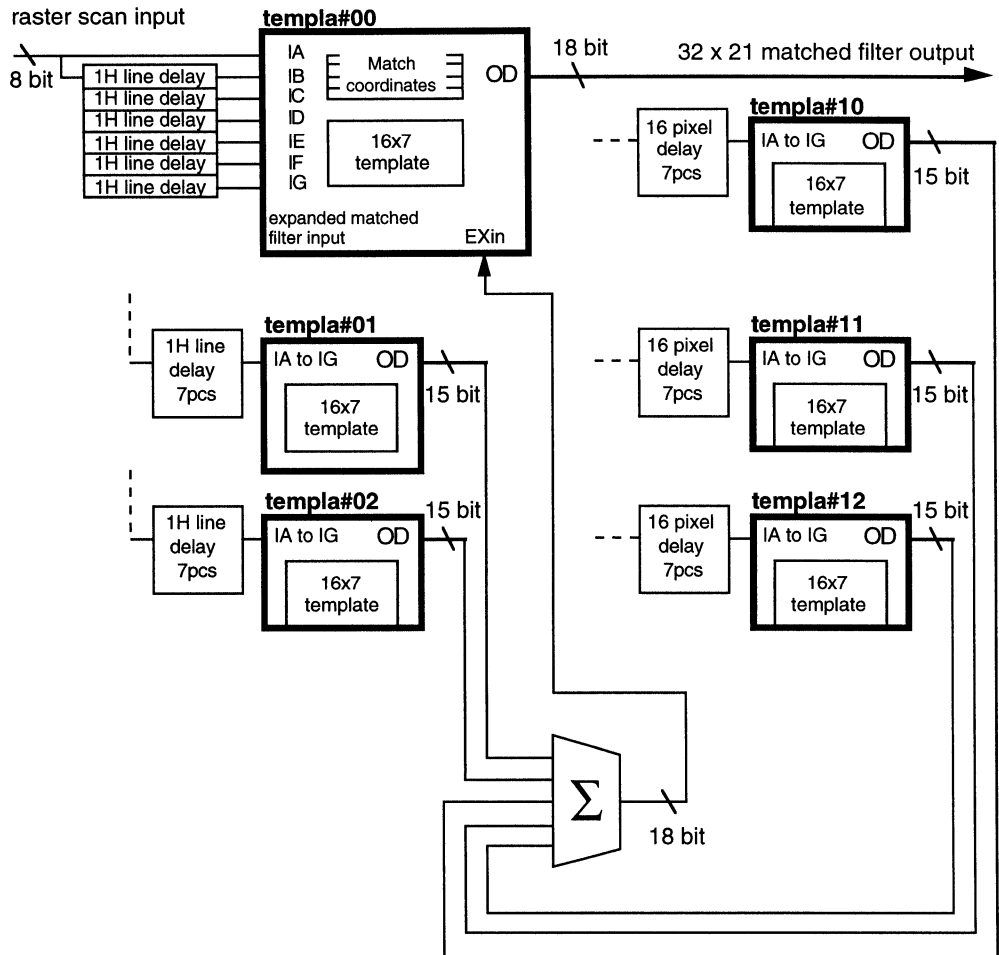 raster scan input
8 bit
1H line delay
1H line delay
1H line delay
1H line delay
1H line delay
1H line delay
templa#00
IA
IB
IC
ID
IE
IF
IG
Match
coordinates
OD
16x7
template
expanded matched
filter input
EXin
18 bit
32 x 21 matched filter output
16 pixel
delay
7pcs
templa#10
IA to IG OD
16x7
template
15 bit
1H line
delay
7pcs
templa#01
IA to IG OD
16x7
template
15 bit
16 pixel
delay
7pcs
templa#11
IA to IG OD
16x7
template
15 bit
1H line
delay
7pcs
templa#02
IA to IG OD
16x7
template
15 bit
16 pixel
delay
7pcs
templa#12
IA to IG OD
16x7
template
15 bit
Σ
18 bit